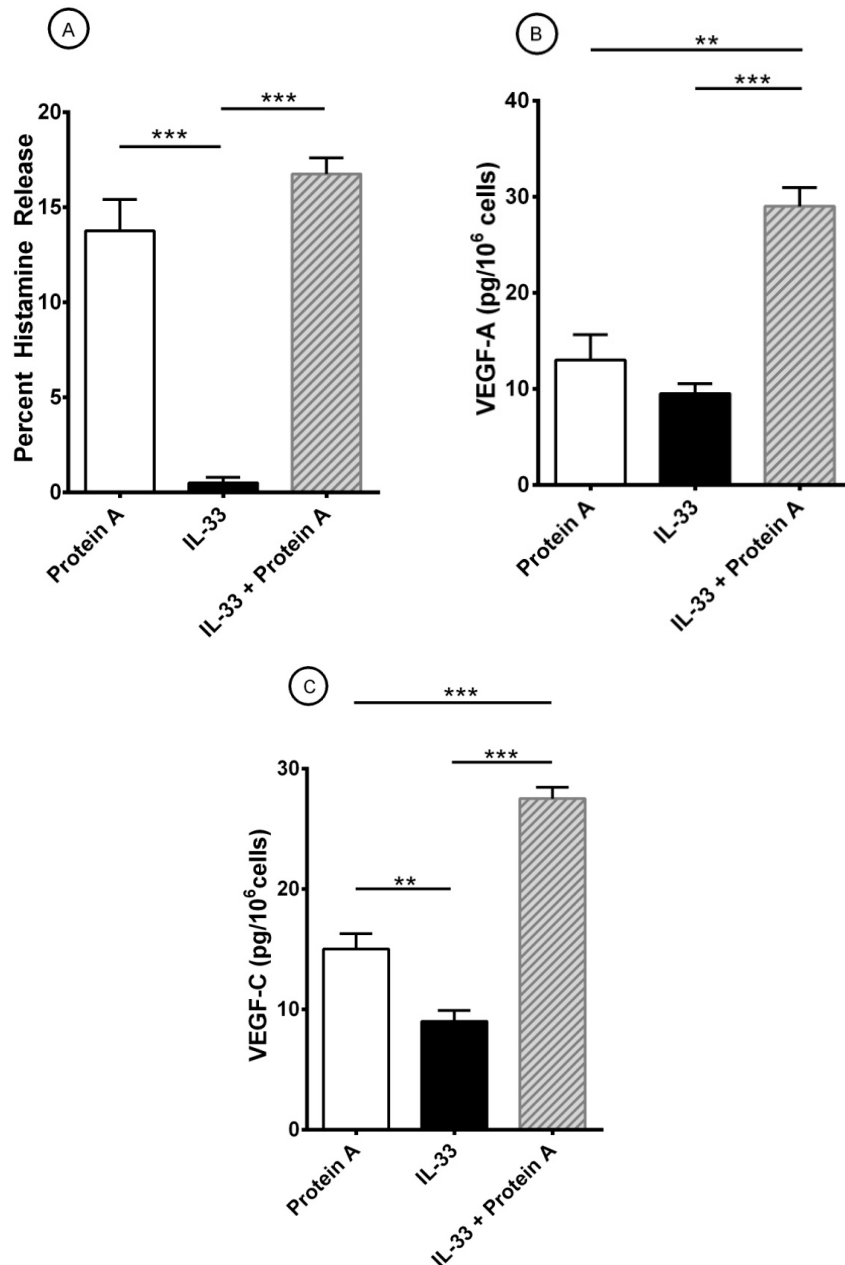 A
Percent Histamine Release
20
15
10
5
0
***
***
Protein A
IL-33
IL-33 + Protein A
B
VEGF-A (pg/10⁶ cells)
40
30
20
10
0
**
***
Protein A
IL-33
IL-33 + Protein A
C
VEGF-C (pg/10⁶cells)
30
20
10
0
***
***
**
Protein A
IL-33
IL-33 + Protein A